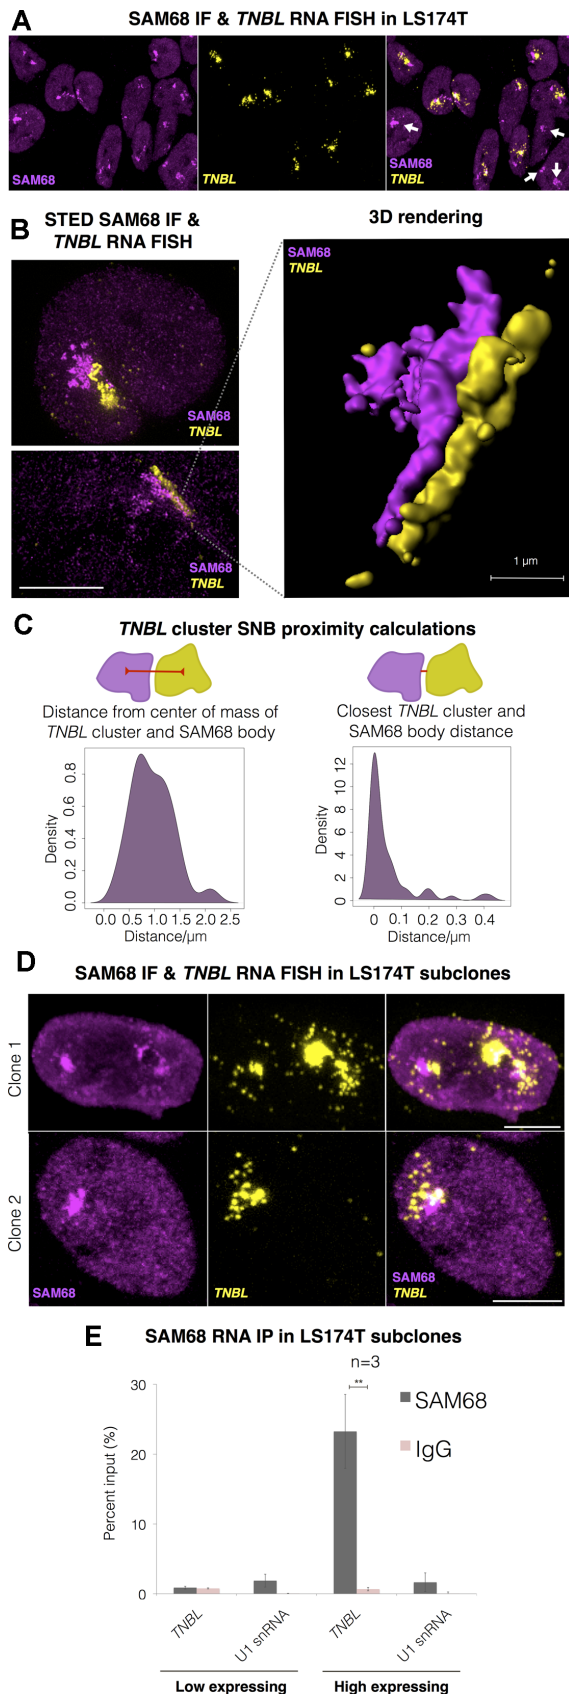 A
SAM68 IF & TNBL RNA FISH in LS174T
SAM68
TNBL
SAM68
TNBL
B
STED SAM68 IF &
TNBL RNA FISH
3D rendering
SAM68
TNBL
SAM68
TNBL
SAM68
TNBL
1 µm
C
TNBL cluster SNB proximity calculations
Distance from center of mass of
TNBL cluster and SAM68 body
Closest TNBL cluster and
SAM68 body distance
Density
0.0 0.2 0.4 0.6 0.8
0.0 0.5 1.0 1.5 2.0 2.5
Distance/µm
Density
0 2 4 6 8 10 12
0 0.1 0.2 0.3 0.4
Distance/µm
D
SAM68 IF & TNBL RNA FISH in LS174T subclones
Clone 1
Clone 2
SAM68
TNBL
SAM68
TNBL
E
SAM68 RNA IP in LS174T subclones
n=3
**
SAM68
IgG
Percent input (%)
30
20
10
0
TNBL
U1 snRNA
TNBL
U1 snRNA
Low expressing
High expressing